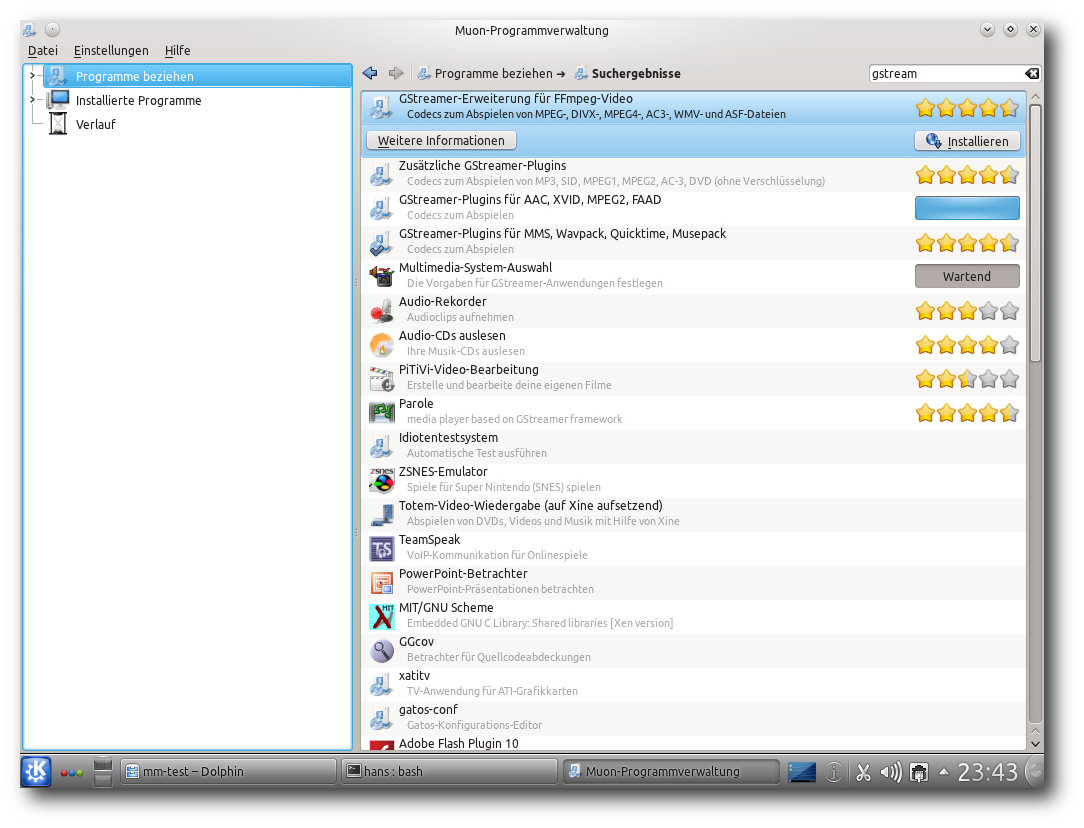 Muon-Programmverwaltung
Datei Einstellungen Hilfe
Programme beziehen
Installierte Programme
Verlauf
Programme beziehen → Suchergebnisse
gstream
GStreamer-Erweiterung für FFmpeg-Video
Codecs zum Abspielen von MPEG-, DIVX-, MPEG4-, AC3-, WMV- und ASF-Dateien
Weitere Informationen
Installieren
Zusätzliche GStreamer-Plugins
Codecs zum Abspielen von MP3, SID, MPEG1, MPEG2, AC-3, DVD (ohne Verschlüsselung)
GStreamer-Plugins für AAC, XVID, MPEG2, FAAD
Codecs zum Abspielen
GStreamer-Plugins für MMS, Wavpack, Quicktime, Musepack
Codecs zum Abspielen
Multimedia-System-Auswahl
Die Vorgaben für GStreamer-Anwendungen festlegen
Wartend
Audio-Rekorder
Audioclips aufnehmen
Audio-CDs auslesen
Ihre Musik-CDs auslesen
PiTiVi-Video-Bearbeitung
Erstelle und bearbeite deine eigenen Filme
Parole
media player based on GStreamer framework
Idiotentestsystem
Automatische Test ausführen
zsnes
ZSNES-Emulator
Spiele für Super Nintendo (SNES) spielen
Totem-Video-Wiedergabe (auf Xine aufsetzend)
Abspielen von DVDs, Videos und Musik mit Hilfe von Xine
TS
TeamSpeak
VoIP-Kommunikation für Onlinespiele
PowerPoint-Betrachter
PowerPoint-Präsentationen betrachten
MIT
MIT/GNU Scheme
Embedded GNU C Library: Shared libraries [Xen version]
GGcov
Betrachter für Quellcodeabdeckungen
xatitv
TV-Anwendung für ATI-Grafikkarten
gatos-conf
Gatos-Konfigurations-Editor
Adobe Flash Plugin 10
mm-test – Dolphin
hans : bash
Muon-Programmverwaltung
23:43